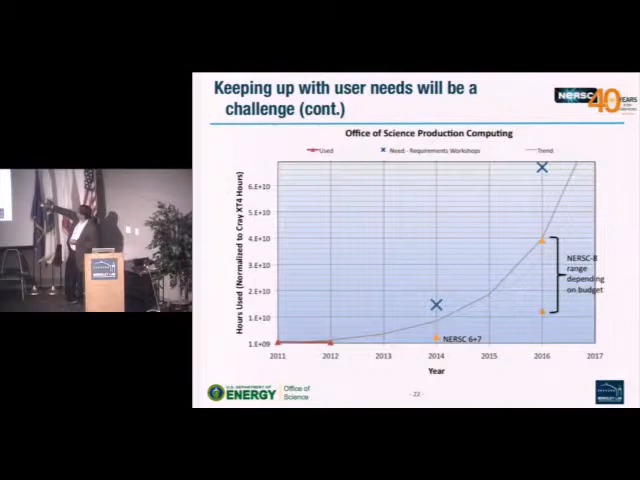 Keeping up with user needs will be a
challenge (cont.)
NERSC
40 YEARS
Office of Science Production Computing
Used
Need - Requirements Workshops
Trend
Hours Used (Normalized to Cray XT4 Hours)
6.E+10
5.E+10
4.E+10
3.E+10
2.E+10
1.E+10
1.E+09
NERSC-8
range
depending
on budget
NERSC 6+7
2011 2012 2013 2014 2015 2016 2017
Year
U.S. DEPARTMENT OF
ENERGY
Office of
Science
- 22 -
BERKELEY LAB